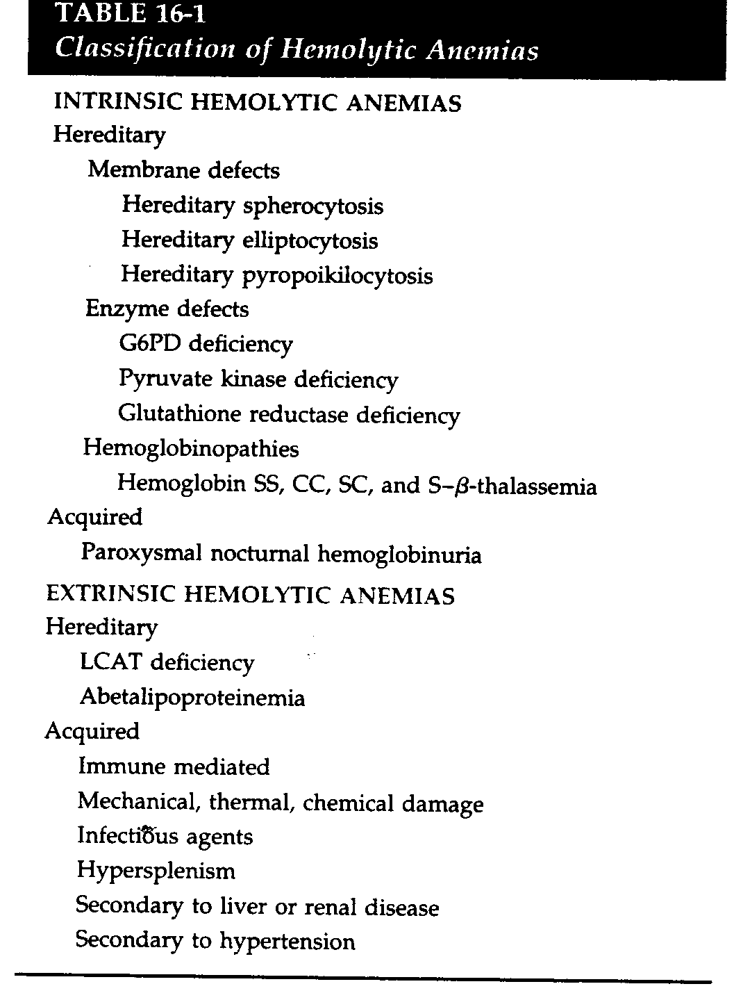 TABLE 16-1
Classification of Hemolytic Anemias
INTRINSIC HEMOLYTIC ANEMIAS
Hereditary
Membrane defects
Hereditary spherocytosis
Hereditary elliptocytosis
Hereditary pyropoikilocytosis
Enzyme defects
G6PD deficiency
Pyruvate kinase deficiency
Glutathione reductase deficiency
Hemoglobinopathies
Hemoglobin SS, CC, SC, and S–β-thalassemia
Acquired
Paroxysmal nocturnal hemoglobinuria
EXTRINSIC HEMOLYTIC ANEMIAS
Hereditary
LCAT deficiency
Abetalipoproteinemia
Acquired
Immune mediated
Mechanical, thermal, chemical damage
Infectious agents
Hypersplenism
Secondary to liver or renal disease
Secondary to hypertension